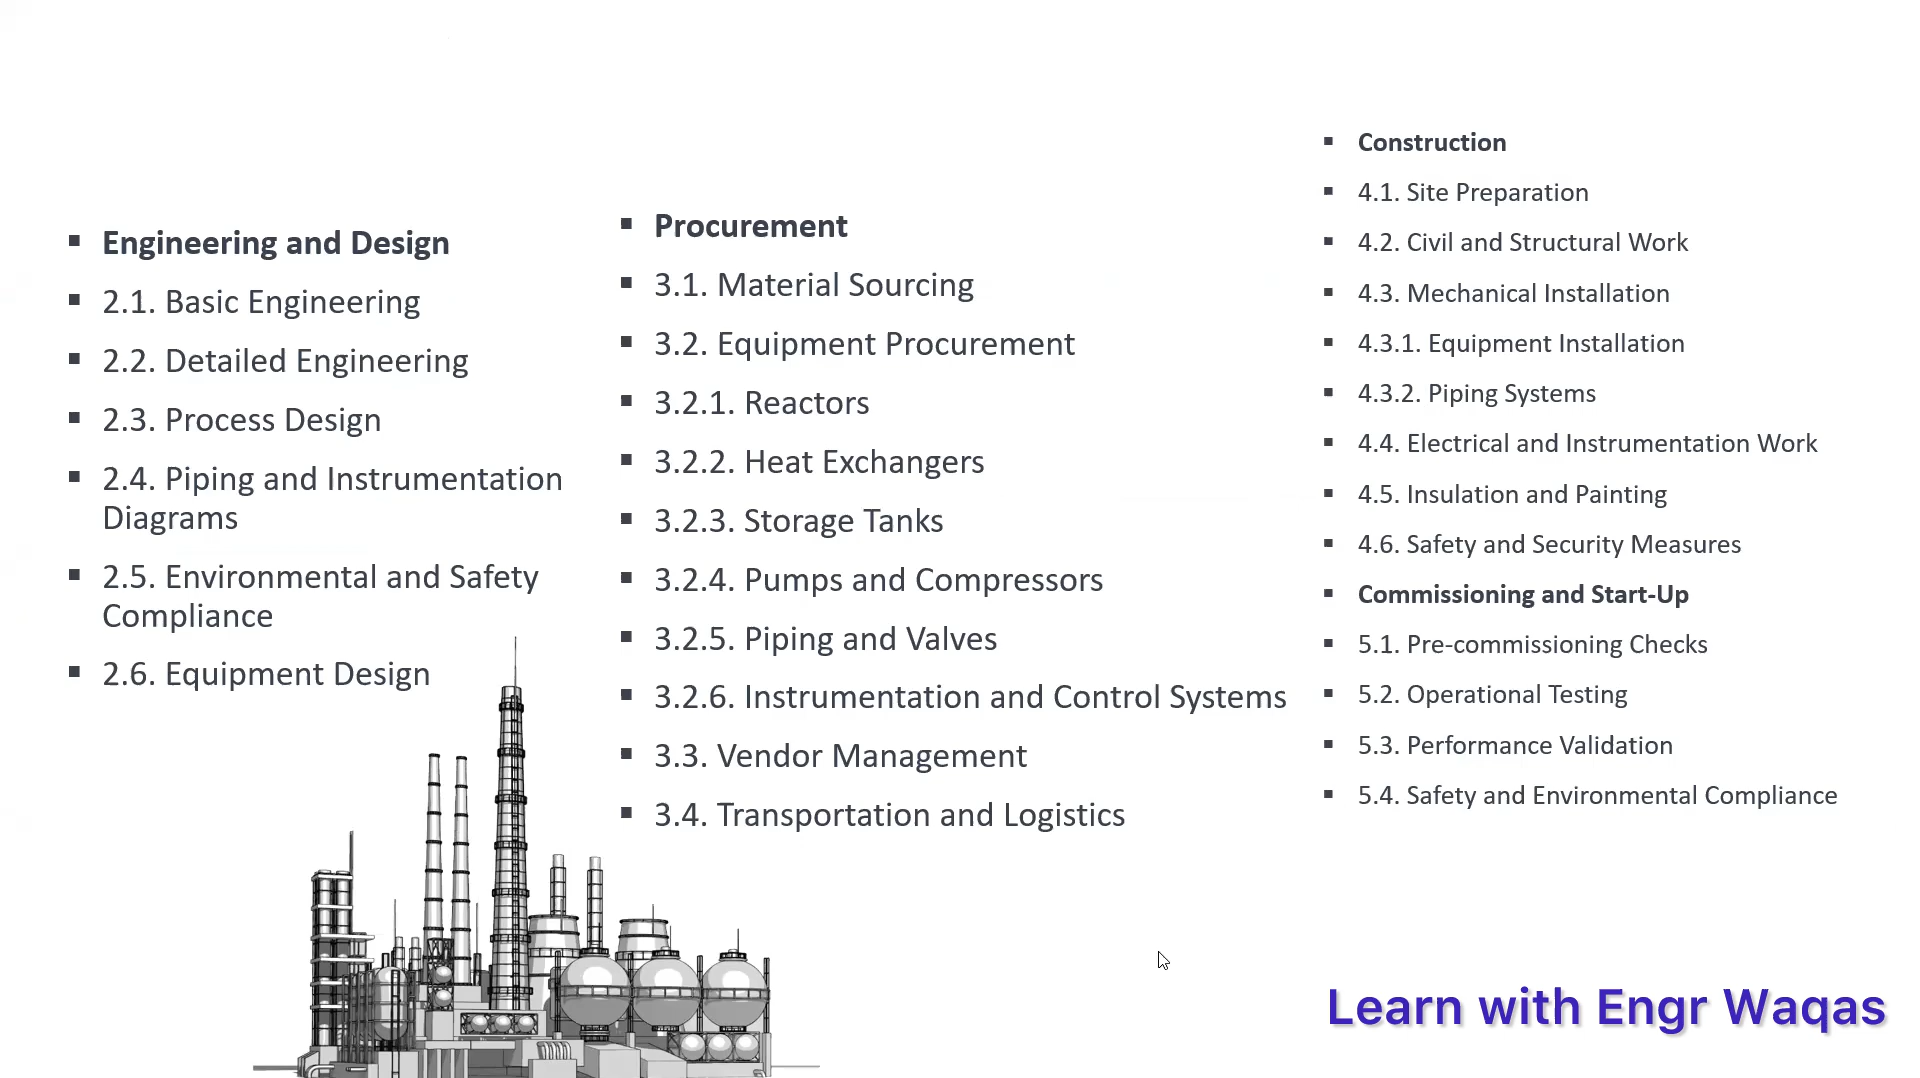 Engineering and Design
2.1. Basic Engineering
2.2. Detailed Engineering
2.3. Process Design
2.4. Piping and Instrumentation
Diagrams
2.5. Environmental and Safety
Compliance
2.6. Equipment Design
Procurement
3.1. Material Sourcing
3.2. Equipment Procurement
3.2.1. Reactors
3.2.2. Heat Exchangers
3.2.3. Storage Tanks
3.2.4. Pumps and Compressors
3.2.5. Piping and Valves
3.2.6. Instrumentation and Control Systems
3.3. Vendor Management
3.4. Transportation and Logistics
Construction
4.1. Site Preparation
4.2. Civil and Structural Work
4.3. Mechanical Installation
4.3.1. Equipment Installation
4.3.2. Piping Systems
4.4. Electrical and Instrumentation Work
4.5. Insulation and Painting
4.6. Safety and Security Measures
Commissioning and Start-Up
5.1. Pre-commissioning Checks
5.2. Operational Testing
5.3. Performance Validation
5.4. Safety and Environmental Compliance
Learn with Engr Waqas